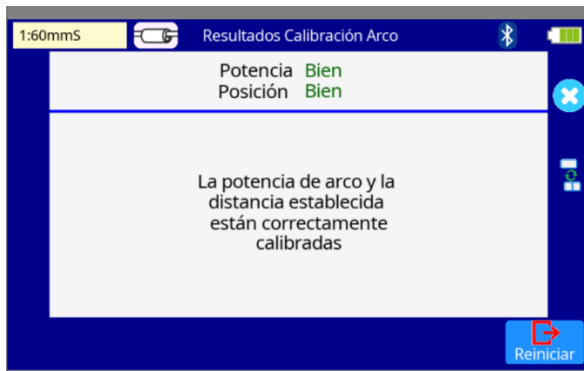 1:60mmS
Resultados Calibración Arco
Potencia Bien
Posición Bien
La potencia de arco y la
distancia establecida
están correctamente
calibradas
Reiniciar